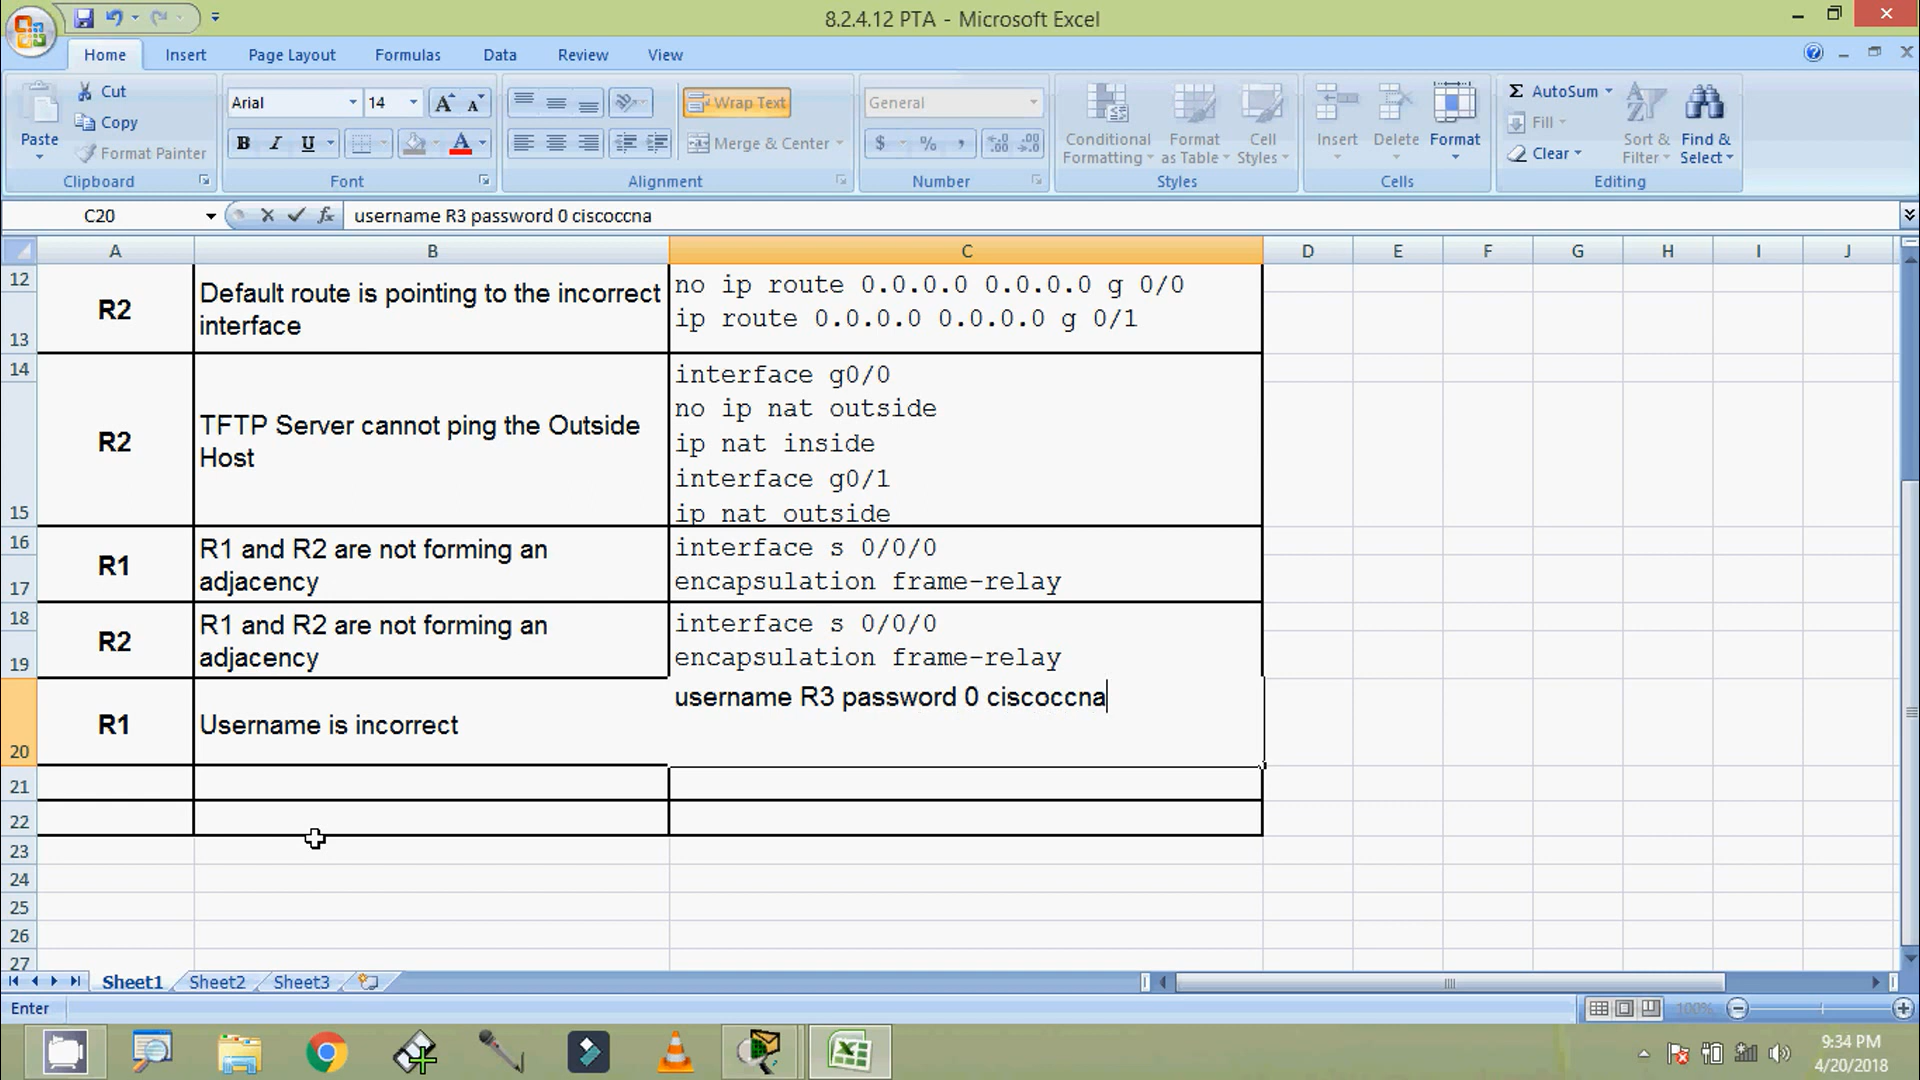 8.2.4.12 PTA - Microsoft Excel
Home Insert Page Layout Formulas Data Review View
Paste
Cut
Copy
Format Painter
Clipboard
Arial 14
B I U
Font
Wrap Text
Merge & Center
Alignment
General
$ % ,
Number
Conditional Formatting
Format as Table
Cell Styles
Styles
Insert
Delete
Format
Cells
AutoSum
Fill
Clear
Sort & Filter
Find & Select
Editing
C20 fx username R3 password 0 ciscoccna
A B C D E F G H I J
12
13
R2
Default route is pointing to the incorrect
interface
no ip route 0.0.0.0 0.0.0.0 g 0/0
ip route 0.0.0.0 0.0.0.0 g 0/1
14
15
R2
TFTP Server cannot ping the Outside
Host
interface g0/0
no ip nat outside
ip nat inside
interface g0/1
ip nat outside
16
17
R1
R1 and R2 are not forming an
adjacency
interface s 0/0/0
encapsulation frame-relay
18
19
R2
R1 and R2 are not forming an
adjacency
interface s 0/0/0
encapsulation frame-relay
20
R1
Username is incorrect
username R3 password 0 ciscoccna
21
22
23
24
25
26
27
Sheet1 Sheet2 Sheet3
Enter
100%
9:34 PM
4/20/2018